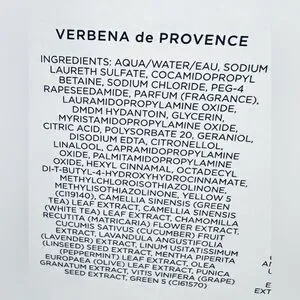 VERBENA de PROVENCE
INGREDIENTS: AQUA/WATER/EAU, SODIUM
LAURETH SULFATE, COCAMIDOPROPYL
BETAINE, SODIUM CHLORIDE, PEG-4
RAPESEEDAMIDE, PARFUM (FRAGRANCE),
LAURAMIDOPROPYLAMINE OXIDE,
DMDM HYDANTOIN, GLYCERIN,
MYRISTAMIDOPROPYLAMINE OXIDE,
CITRIC ACID, POLYSORBATE 20, GERANIOL,
DISODIUM EDTA, CITRONELLOL,
LINALOOL, CAPRAMIDOPROPYLAMINE
OXIDE, PALMITAMIDOPROPYLAMINE
OXIDE, HEXYL CINNAMAL, OCTADECYL
DI-T-BUTYL-4-HYDROXYHYDROCINNAMATE,
METHYLCHLOROISOTHIAZOLINONE,
METHYLISOTHIAZOLINONE, YELLOW 5
(CI19140), CAMELLIA SINENSIS (GREEN
TEA) LEAF EXTRACT, CAMELLIA SINENSIS
(WHITE TEA) LEAF EXTRACT, CHAMOMILLA
RECUTITA (MATRICARIA) FLOWER EXTRACT,
CUCUMIS SATIVUS (CUCUMBER) FRUIT
EXTRACT, LAVANDULA ANGUSTIFOLIA
(LAVENDER) EXTRACT, LINUM USITATISSIMUM
(LINSEED) SEED EXTRACT, MENTHA PIPERITA
(PEPPERMINT) LEAF EXTRACT, OLEA
EUROPAEA (OLIVE) LEAF EXTRACT, PUNICA
GRANATUM EXTRACT, VITIS VINIFERA (GRAPE)
SEED EXTRACT, GREEN 5 (CI61570)